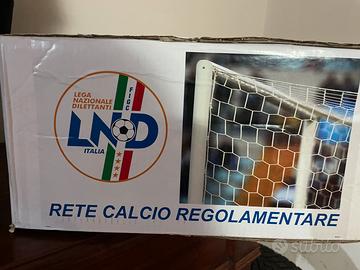 LEGA
NAZIONALE
DILETTANTI
FIGC
LND
ITALIA
RETE CALCIO REGOLAMENTARE
subito